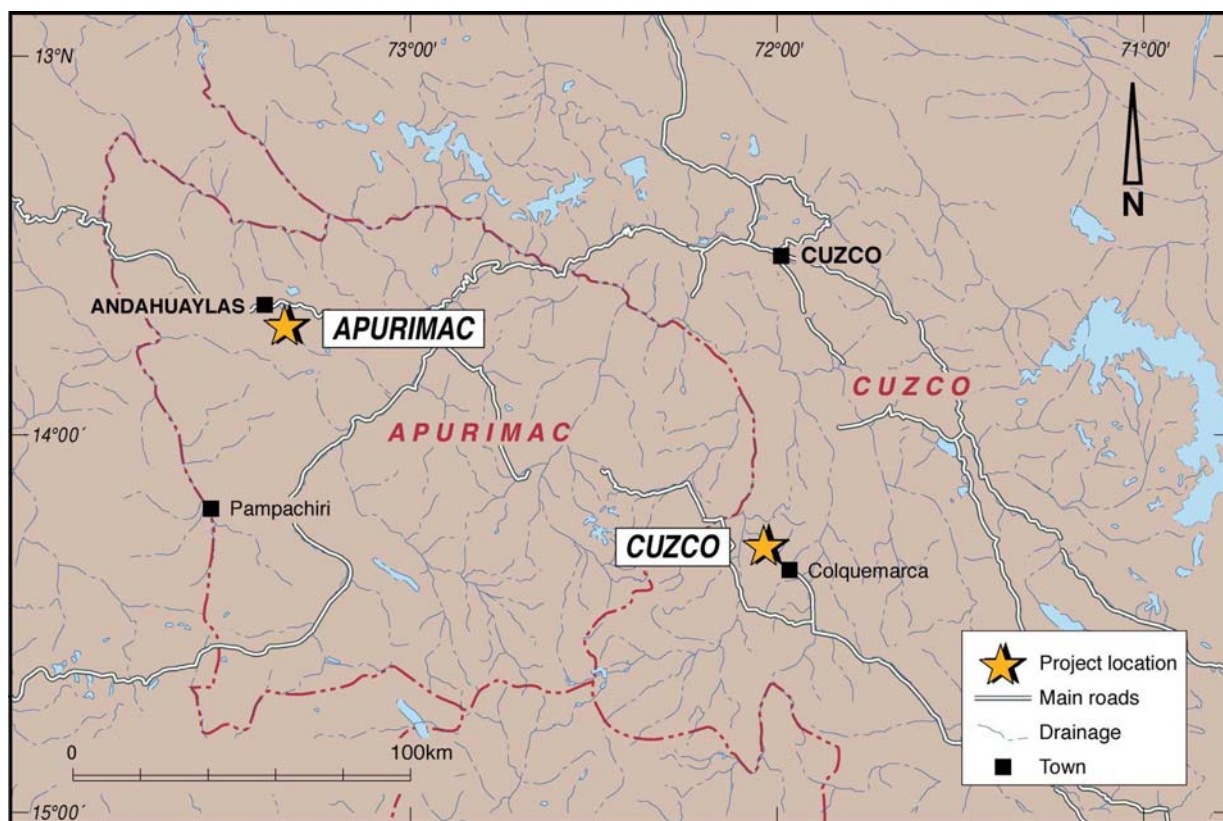 73°00'
72°00'
71°00'
13°N
N
CUZCO
ANDAHUAYLAS
APURIMAC
CUZCO
APURIMAC
14°00'
Pampachiri
CUZCO
Colquemarca
Project location
Main roads
Drainage
Town
0 100km
15°00'